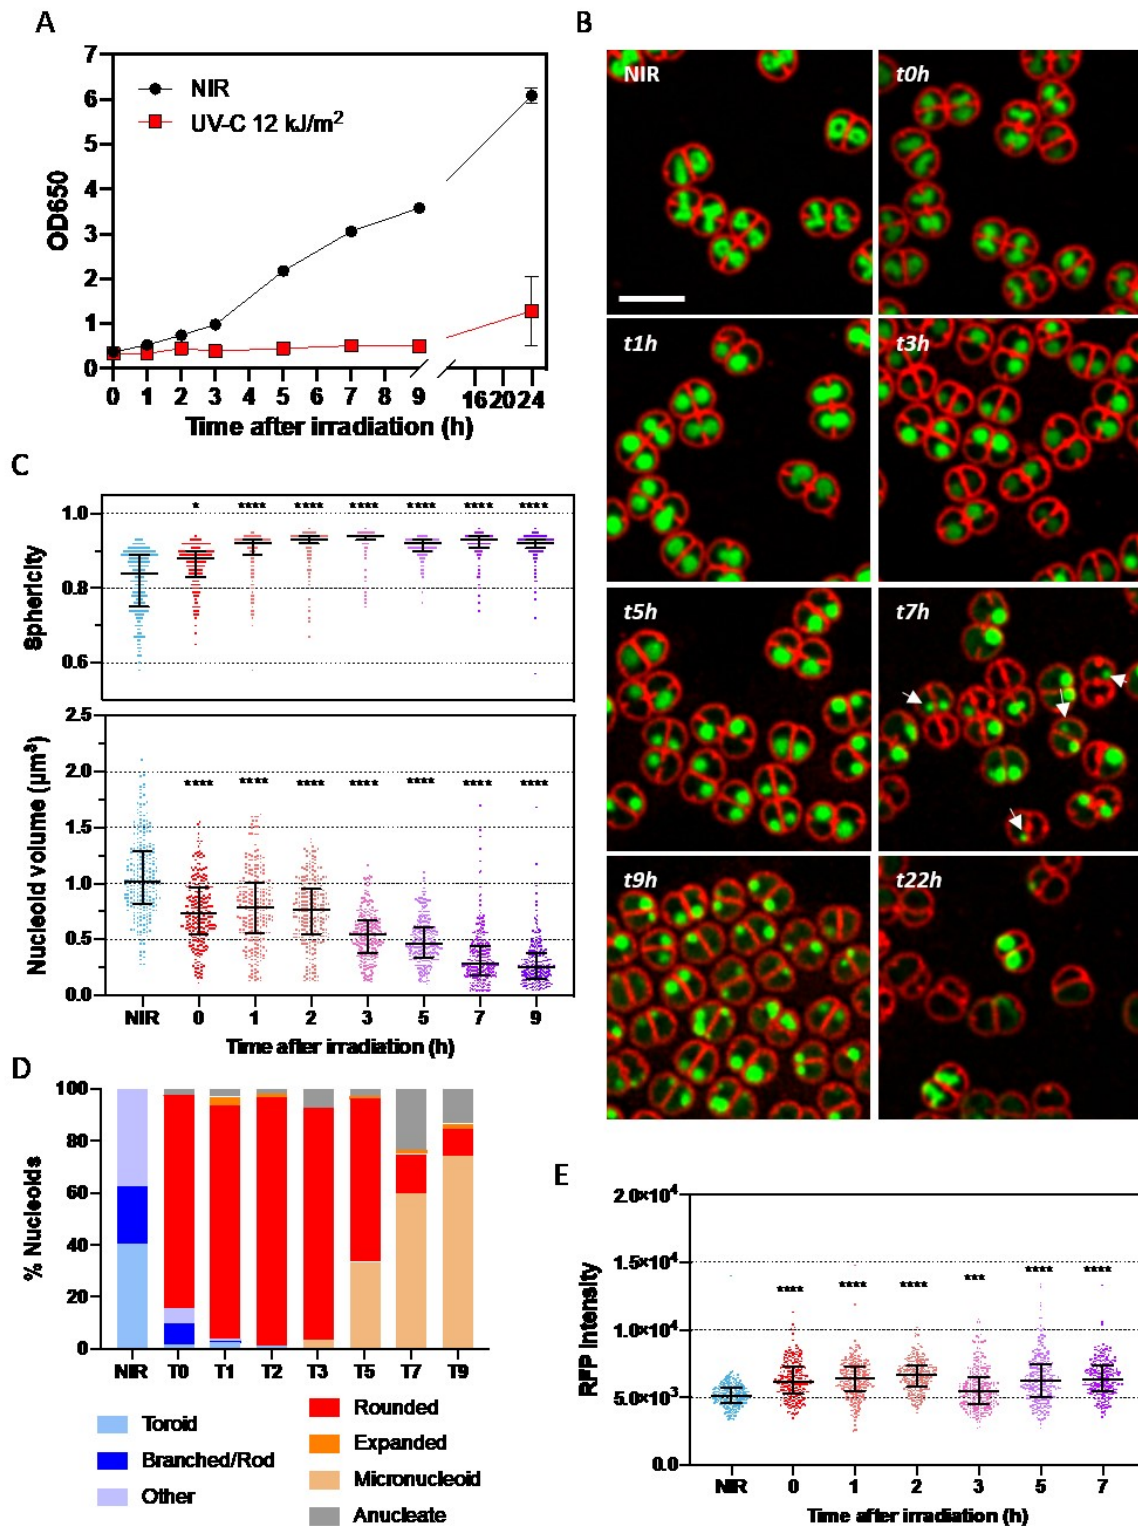 A
7
6
5
4
3
2
1
0
OD650
NIR
UV-C 12 kJ/m²
0 1 2 3 4 5 6 7 8 9 16 20 24
Time after irradiation (h)
B
NIR
t0h
t1h
t3h
t5h
t7h
t9h
t22h
C
1.0
0.8
0.6
Sphericity
* **** **** **** **** **** ****
2.5
2.0
1.5
1.0
0.5
0.0
Nucleoid volume (µm³)
**** **** **** **** **** **** ****
NIR 0 1 2 3 5 7 9
Time after irradiation (h)
D
100
80
60
40
20
0
% Nucleoids
NIR T0 T1 T2 T3 T5 T7 T9
Toroid
Branched/Rod
Other
Rounded
Expanded
Micronucleoid
Anucleate
E
2.0×10⁴
1.5×10⁴
1.0×10⁴
5.0×10³
0.0
RFP Intensity
**** **** **** *** **** ****
NIR 0 1 2 3 5 7
Time after irradiation (h)